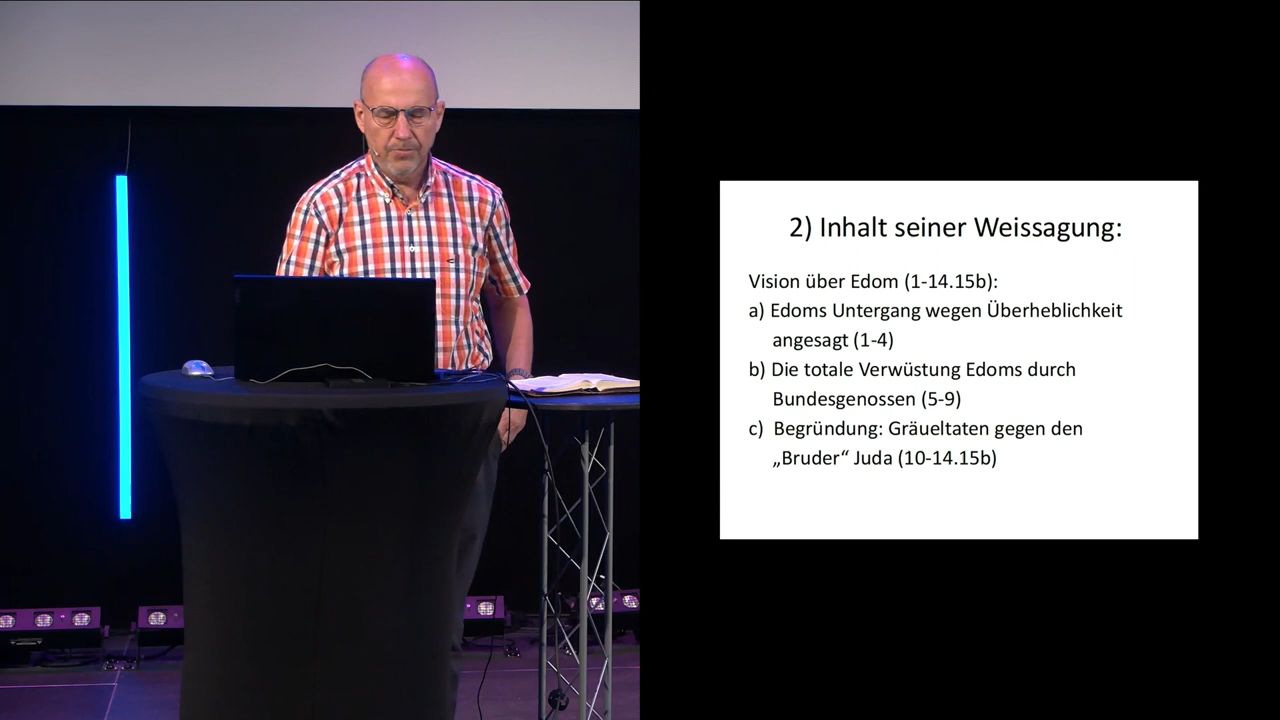 2) Inhalt seiner Weissagung:
Vision über Edom (1-14.15b):
a) Edoms Untergang wegen Überheblichkeit
angesagt (1-4)
b) Die totale Verwüstung Edoms durch
Bundesgenossen (5-9)
c) Begründung: Gräueltaten gegen den
„Bruder“ Juda (10-14.15b)